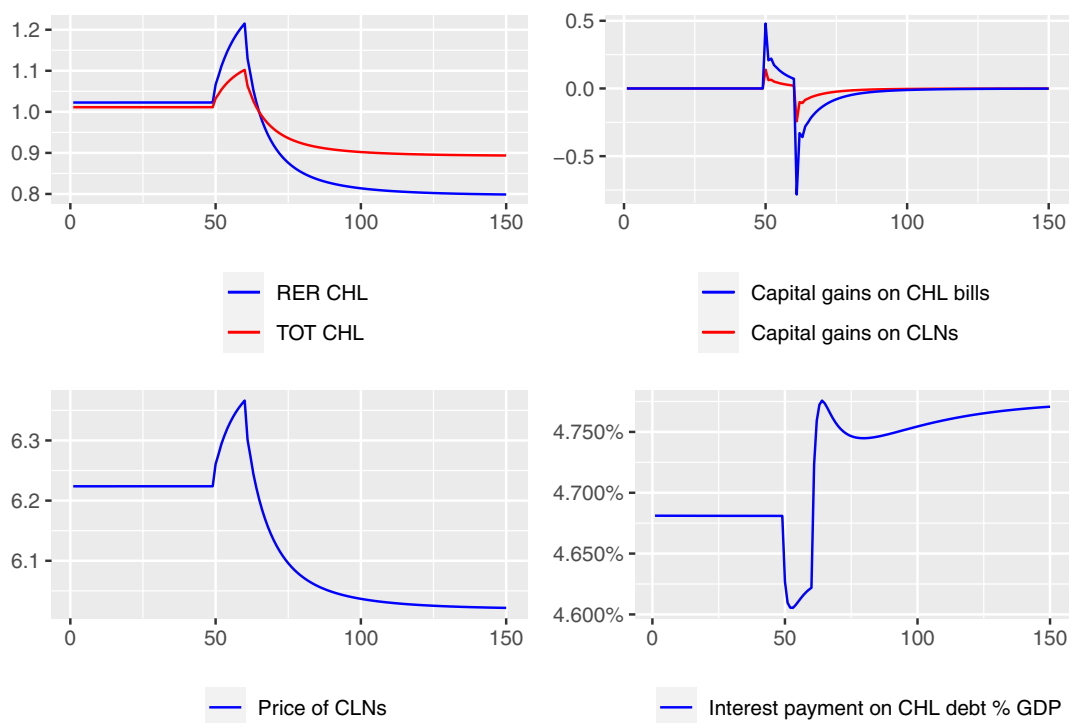 1.2
1.1
1.0
0.9
0.8
0 50 100 150
RER CHL
TOT CHL
0.5
0.0
−0.5
0 50 100 150
Capital gains on CHL bills
Capital gains on CLNs
6.3
6.2
6.1
0 50 100 150
Price of CLNs
4.750%
4.700%
4.650%
4.600%
0 50 100 150
Interest payment on CHL debt % GDP